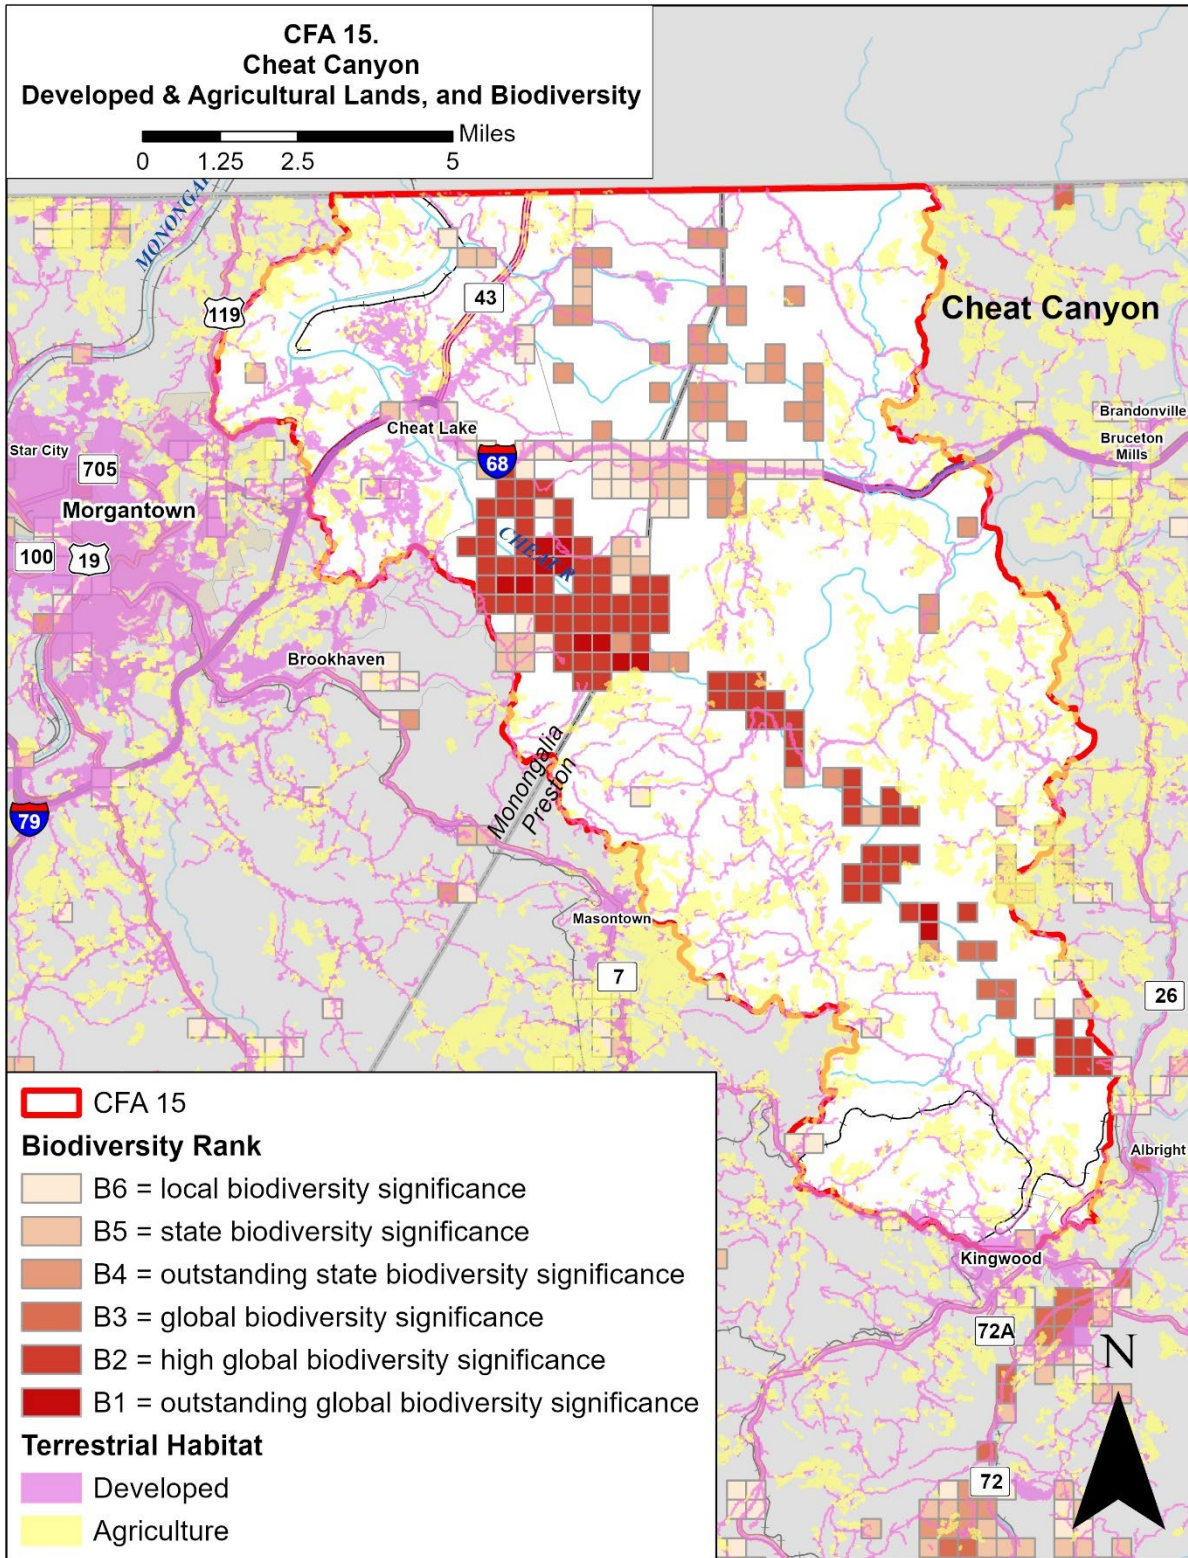 CFA 15.
Cheat Canyon
Developed & Agricultural Lands, and Biodiversity
Miles
0 1.25 2.5 5
43
119
Cheat Canyon
Brandonville
Bruceton
Mills
Cheat Lake
Star City
705
68
Morgantown
100
19
CHEAT R
Brookhaven
Monongalia
Preston
79
Masontown
7
26
Albright
Kingwood
72A
N
72
CFA 15
Biodiversity Rank
B6 = local biodiversity significance
B5 = state biodiversity significance
B4 = outstanding state biodiversity significance
B3 = global biodiversity significance
B2 = high global biodiversity significance
B1 = outstanding global biodiversity significance
Terrestrial Habitat
Developed
Agriculture